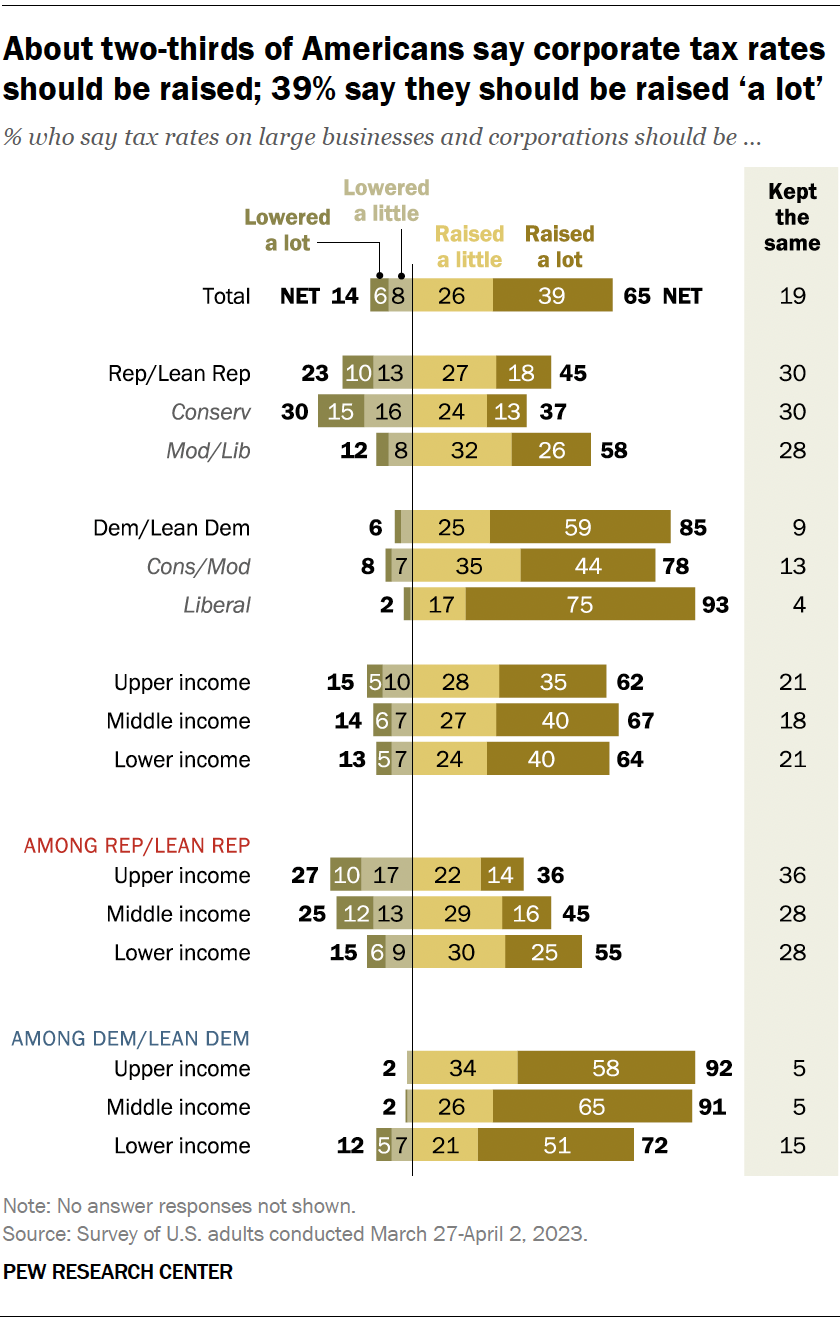 About two-thirds of Americans say corporate tax rates
should be raised; 39% say they should be raised ‘a lot’
% who say tax rates on large businesses and corporations should be ...
Lowered a lot
Lowered a little
Raised a little
Raised a lot
Kept the same
Total NET 14 6 8 26 39 65 NET 19
Rep/Lean Rep 23 10 13 27 18 45 30
Conserv 30 15 16 24 13 37 30
Mod/Lib 12 8 32 26 58 28
Dem/Lean Dem 6 25 59 85 9
Cons/Mod 8 7 35 44 78 13
Liberal 2 17 75 93 4
Upper income 15 5 10 28 35 62 21
Middle income 14 6 7 27 40 67 18
Lower income 13 5 7 24 40 64 21
AMONG REP/LEAN REP
Upper income 27 10 17 22 14 36 36
Middle income 25 12 13 29 16 45 28
Lower income 15 6 9 30 25 55 28
AMONG DEM/LEAN DEM
Upper income 2 34 58 92 5
Middle income 2 26 65 91 5
Lower income 12 5 7 21 51 72 15
Note: No answer responses not shown.
Source: Survey of U.S. adults conducted March 27-April 2, 2023.
PEW RESEARCH CENTER